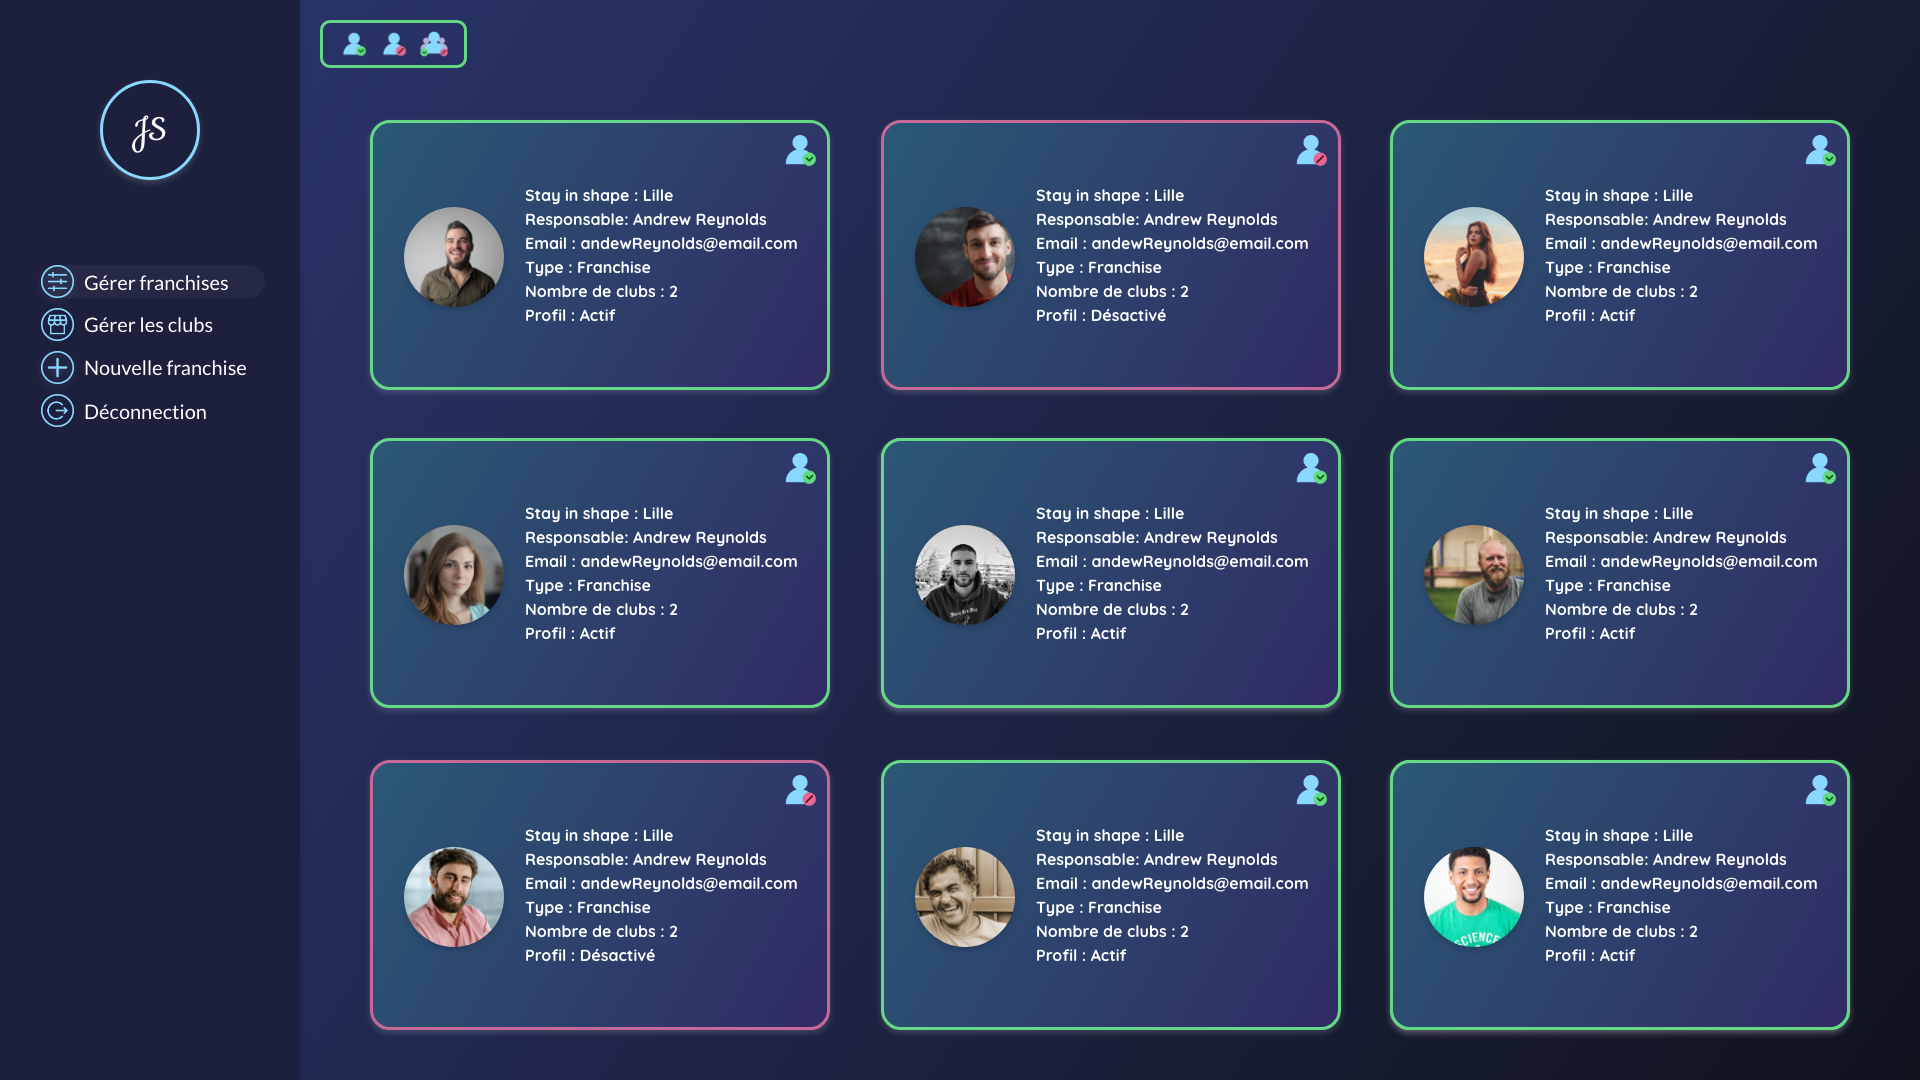 JS
Gérer franchises
Gérer les clubs
Nouvelle franchise
Déconnection
Stay in shape : Lille
Responsable: Andrew Reynolds
Email : andewReynolds@email.com
Type : Franchise
Nombre de clubs : 2
Profil : Actif
Stay in shape : Lille
Responsable: Andrew Reynolds
Email : andewReynolds@email.com
Type : Franchise
Nombre de clubs : 2
Profil : Désactivé
Stay in shape : Lille
Responsable: Andrew Reynolds
Email : andewReynolds@email.com
Type : Franchise
Nombre de clubs : 2
Profil : Actif
Stay in shape : Lille
Responsable: Andrew Reynolds
Email : andewReynolds@email.com
Type : Franchise
Nombre de clubs : 2
Profil : Actif
Stay in shape : Lille
Responsable: Andrew Reynolds
Email : andewReynolds@email.com
Type : Franchise
Nombre de clubs : 2
Profil : Actif
Stay in shape : Lille
Responsable: Andrew Reynolds
Email : andewReynolds@email.com
Type : Franchise
Nombre de clubs : 2
Profil : Actif
Stay in shape : Lille
Responsable: Andrew Reynolds
Email : andewReynolds@email.com
Type : Franchise
Nombre de clubs : 2
Profil : Désactivé
Stay in shape : Lille
Responsable: Andrew Reynolds
Email : andewReynolds@email.com
Type : Franchise
Nombre de clubs : 2
Profil : Actif
Stay in shape : Lille
Responsable: Andrew Reynolds
Email : andewReynolds@email.com
Type : Franchise
Nombre de clubs : 2
Profil : Actif